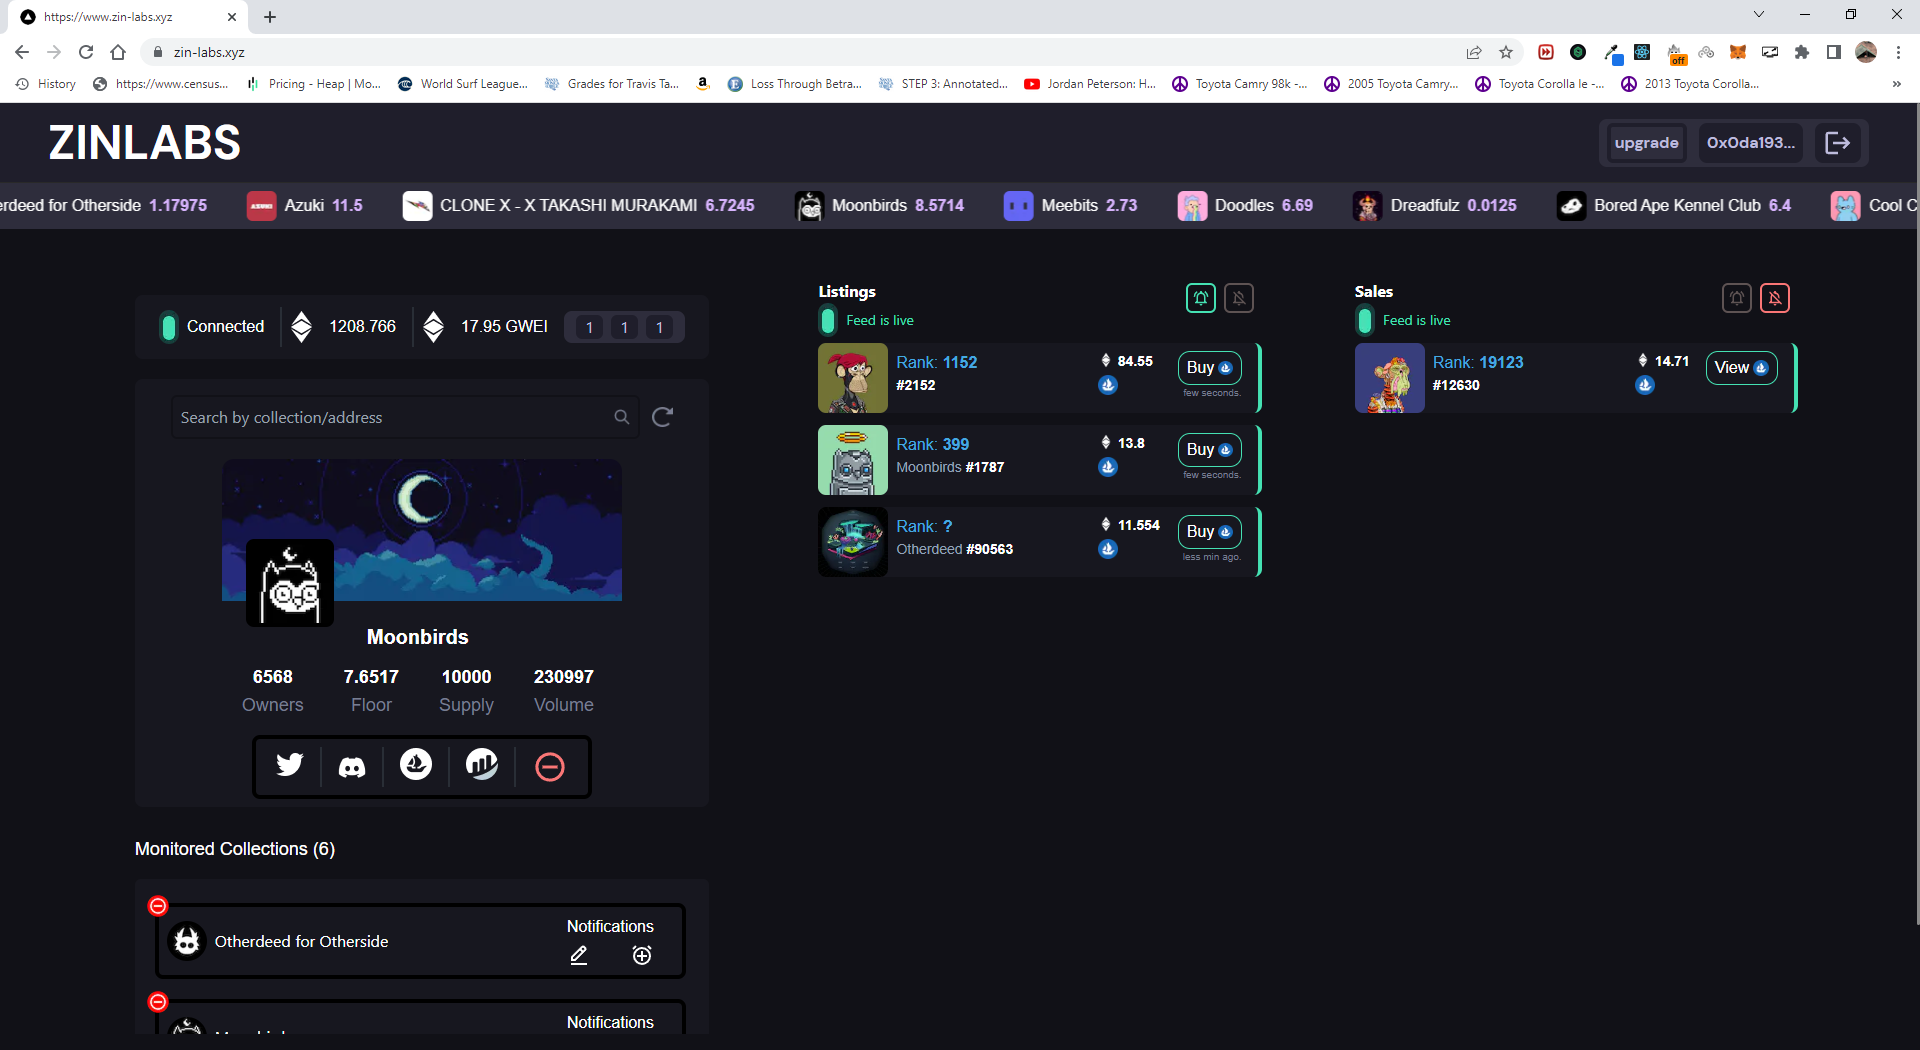 https://www.zin-labs.xyz
zin-labs.xyz
History
https://www.census...
Pricing - Heap | Mo...
World Surf League...
Grades for Travis Ta...
Loss Through Betra...
STEP 3: Annotated...
Jordan Peterson: H...
Toyota Camry 98k -...
2005 Toyota Camry...
Toyota Corolla le -...
2013 Toyota Corolla...
»
off
ZINLABS
upgrade
0x0da193...
erdeed for Otherside 1.17975
Azuki 11.5
CLONE X - X TAKASHI MURAKAMI 6.7245
Moonbirds 8.5714
Meebits 2.73
Doodles 6.69
Dreadfulz 0.0125
Bored Ape Kennel Club 6.4
Cool C
Connected
1208.766
17.95 GWEI
1 1 1
Search by collection/address
Moonbirds
6568 7.6517 10000 230997
Owners Floor Supply Volume
Monitored Collections (6)
Otherdeed for Otherside
Notifications
Notifications
Listings
Feed is live
Rank: 1152
#2152
84.55
Buy
few seconds.
Rank: 399
Moonbirds #1787
13.8
Buy
few seconds.
Rank: ?
Otherdeed #90563
11.554
Buy
less min ago.
Sales
Feed is live
Rank: 19123
#12630
14.71
View